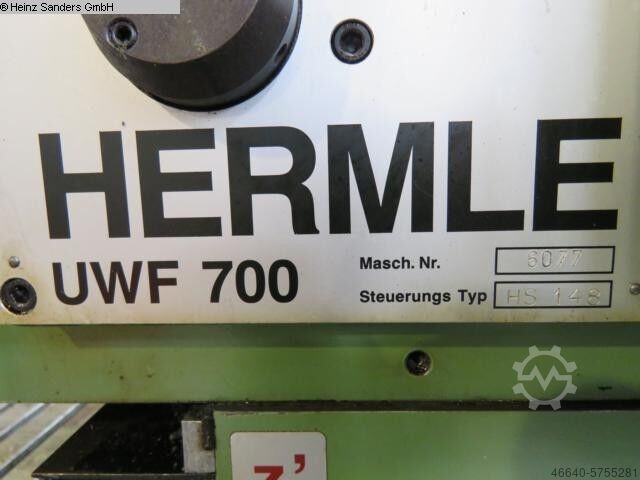 ©Heinz Sanders GmbH
HERMLE
UWF 700
Masch. Nr. 6077
Steuerungs Typ HS 148
z'
46640-5755281